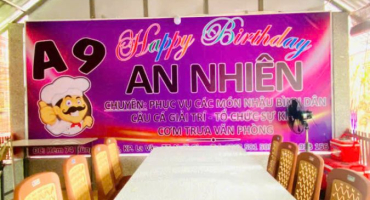 A9 Happy Birthday
AN NHIÊN
CHUYÊN: PHỤC VỤ CÁC MÓN NHẬU BÌNH DÂN
CÂU CÁ GIẢI TRÍ - TỔ CHỨC SỰ KIỆN
CƠM TRƯA VĂN PHÒNG